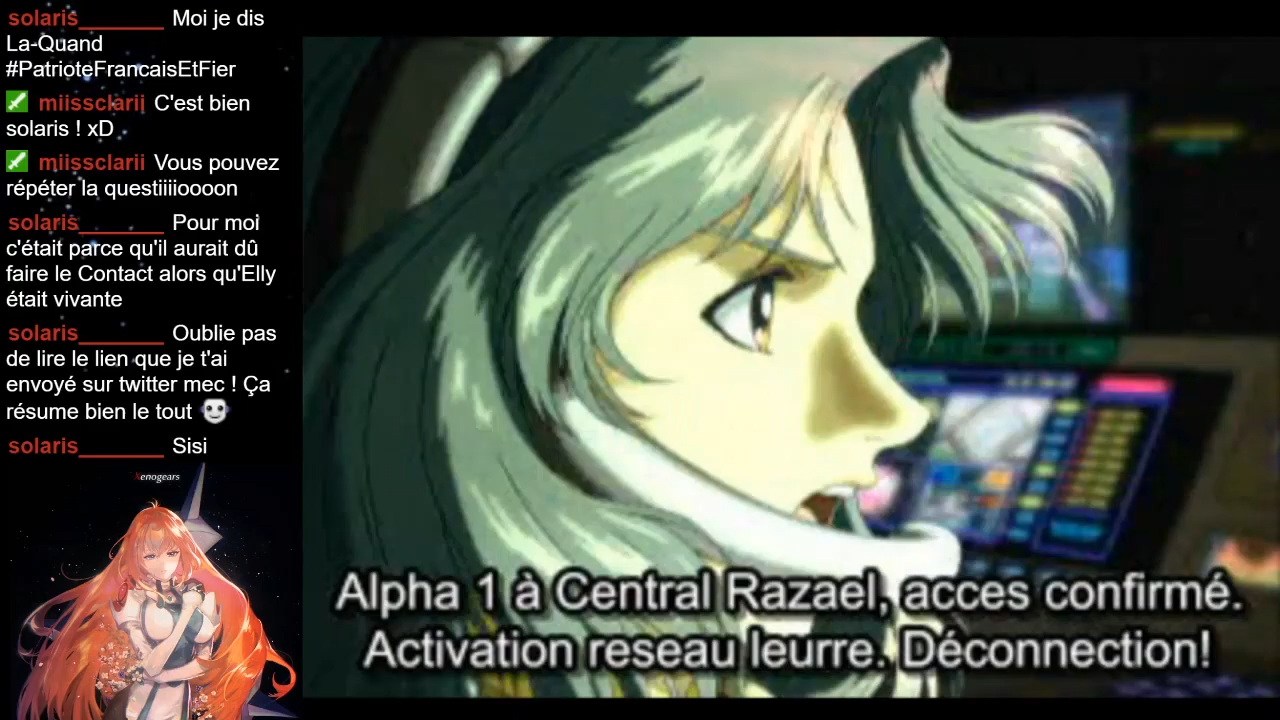 solaris________ Moi je dis
La-Quand
#PatrioteFrancaisEtFier
miissclarii C'est bien
solaris ! xD
miissclarii Vous pouvez
répéter la questiiiioooon
solaris________ Pour moi
c'était parce qu'il aurait dû
faire le Contact alors qu'Elly
était vivante
solaris________ Oublie pas
de lire le lien que je t'ai
envoyé sur twitter mec ! Ça
résume bien le tout
solaris________ Sisi
Xenogears
Alpha 1 à Central Razael, acces confirmé.
Activation reseau leurre. Déconnection!